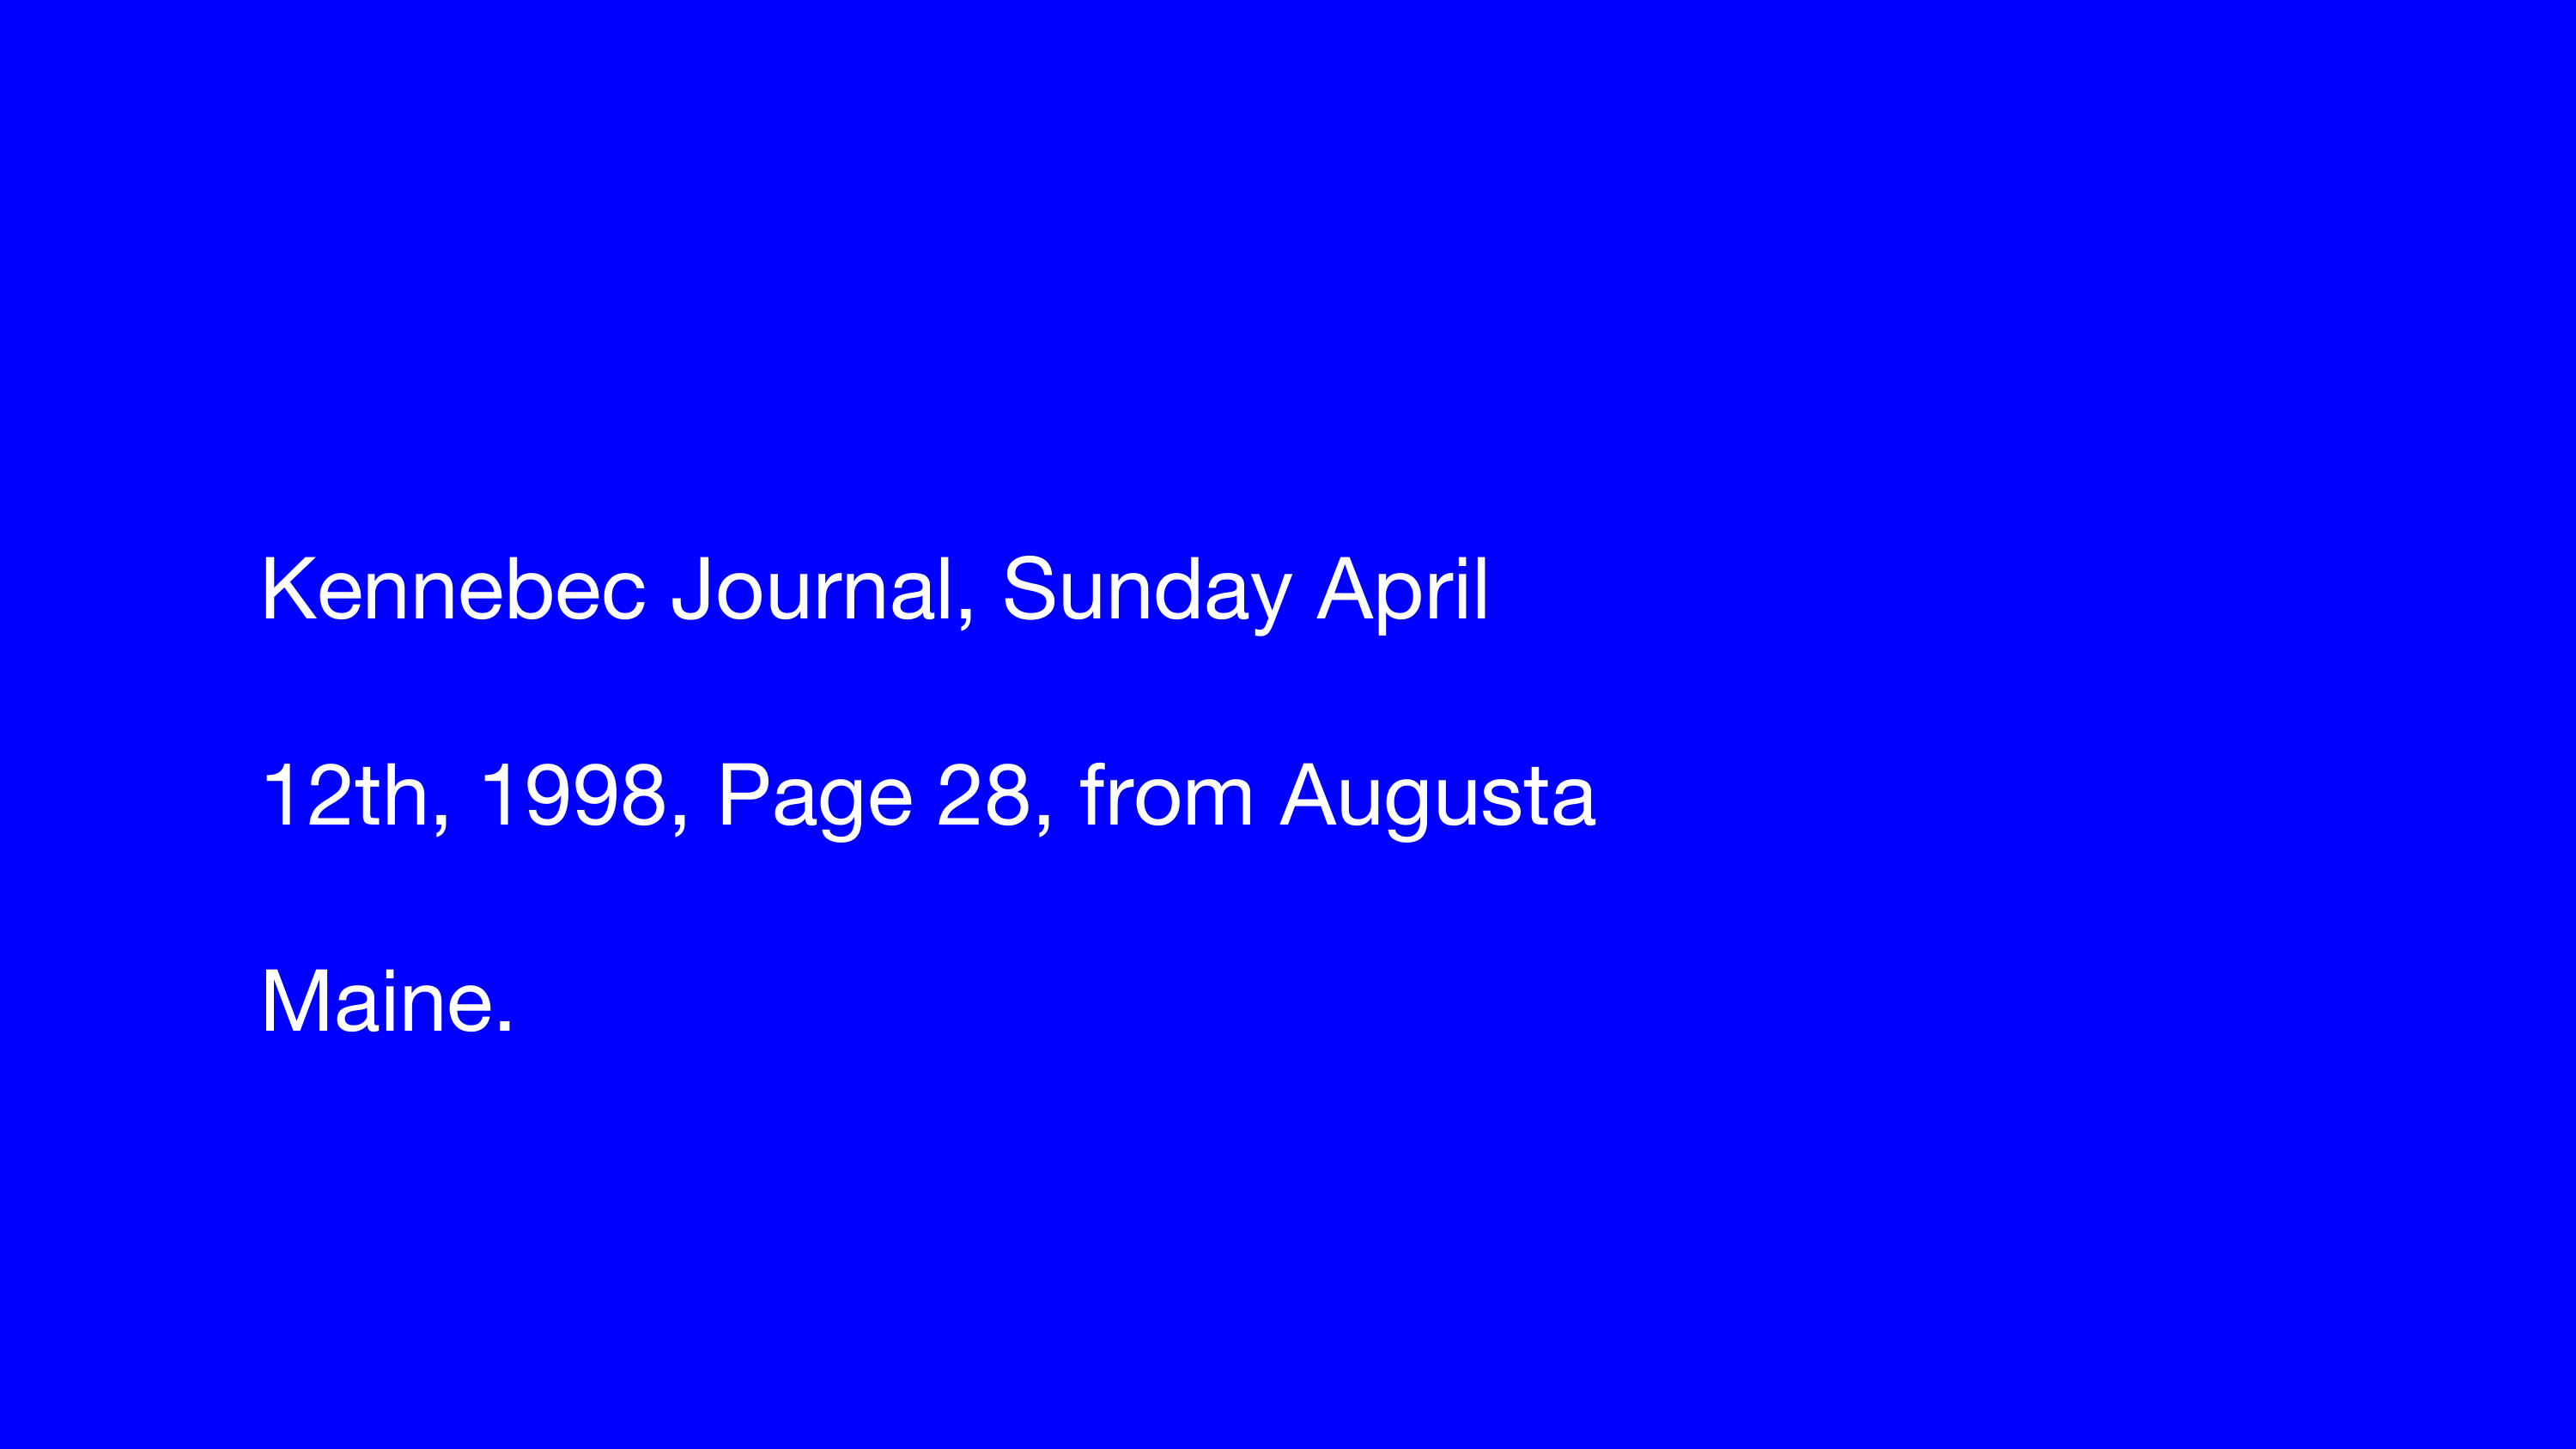 Kennebec Journal, Sunday April
12th, 1998, Page 28, from Augusta
Maine.